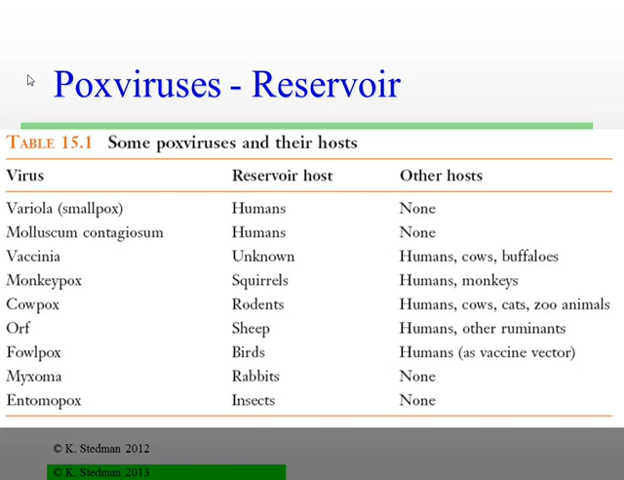 Poxviruses - Reservoir
TABLE 15.1 Some poxviruses and their hosts
Virus Reservoir host Other hosts
Variola (smallpox) Humans None
Molluscum contagiosum Humans None
Vaccinia Unknown Humans, cows, buffaloes
Monkeypox Squirrels Humans, monkeys
Cowpox Rodents Humans, cows, cats, zoo animals
Orf Sheep Humans, other ruminants
Fowlpox Birds Humans (as vaccine vector)
Myxoma Rabbits None
Entomopox Insects None
© K. Stedman 2012
© K. Stedman 2013